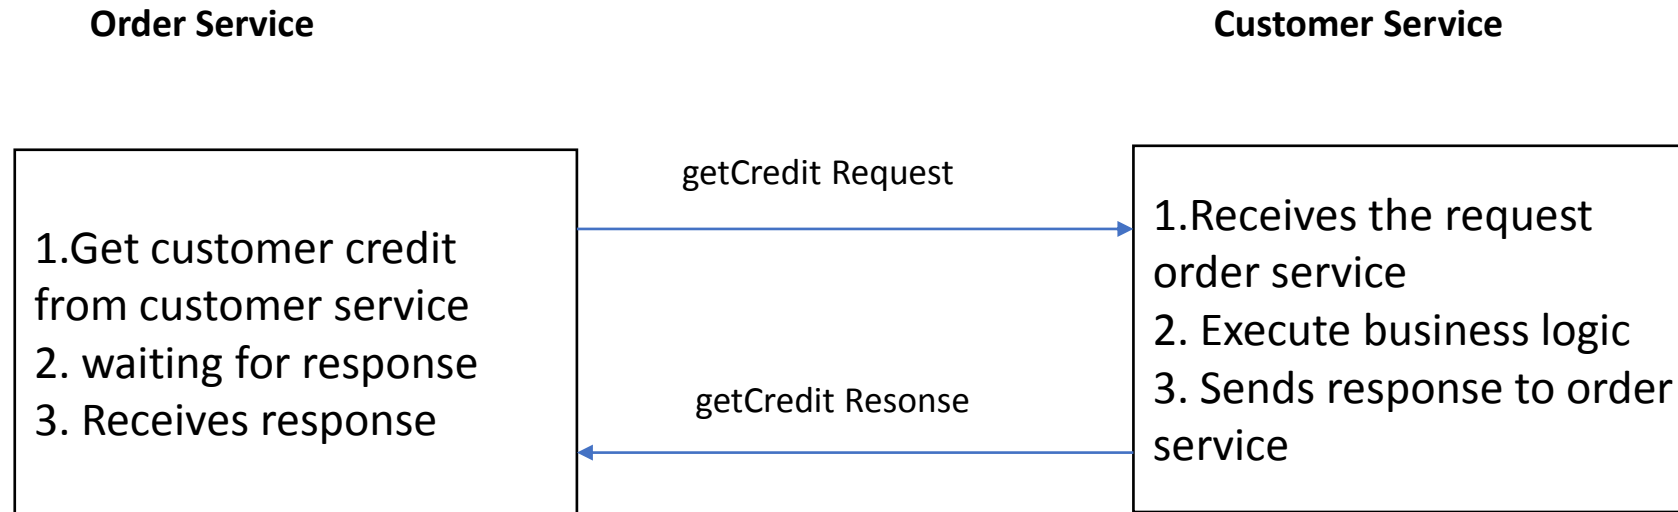 Order Service
Customer Service
1.Get customer credit
from customer service
2. waiting for response
3. Receives response
getCredit Request
getCredit Resonse
1.Receives the request
order service
2. Execute business logic
3. Sends response to order
service